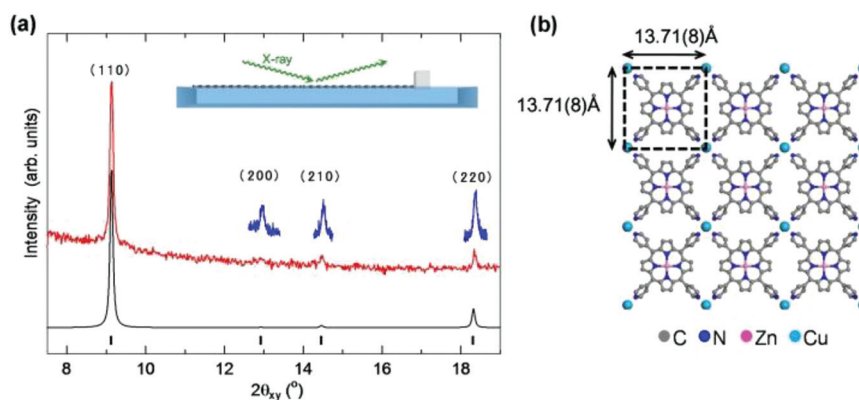 (a)
X-ray
(110)
(200)
(210)
(220)
Intensity (arb. units)
8
10
12
14
16
18
2θxy (°)
(b)
13.71(8)Å
13.71(8)Å
C
N
Zn
Cu